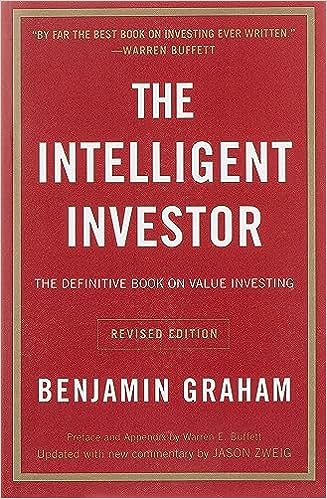 "BY FAR THE BEST BOOK ON INVESTING EVER WRITTEN."
—WARREN BUFFETT
THE
INTELLIGENT
INVESTOR
THE DEFINITIVE BOOK ON VALUE INVESTING
REVISED EDITION
BENJAMIN GRAHAM
Preface and Appendix by Warren E. Buffett
Updated with new commentary by JASON ZWEIG